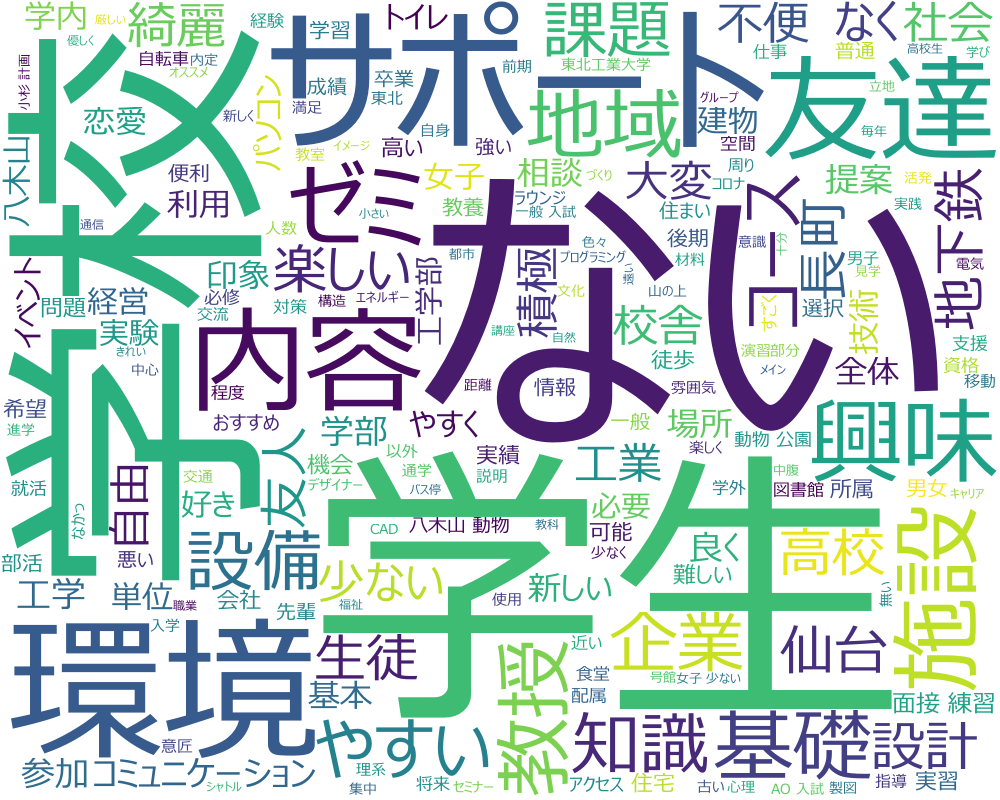 学校
ない
学生
サポート
友達
環境
内容
ゼミ
課題
地域
興味
施設
基礎
知識
教授
設備
やすい
企業
仙台
設計
コース
長町
地下鉄
不便
なく
社会
綺麗
学内
恋愛
八木山
小杉 計画
厳しい
優しく
経験
自転車
内定
オススメ
学習
成績
満足
新しく
トイレ
卒業
東北
自身
前期
強い
高い
東北工業大学
仕事
普通
高校生
学び
立地
毎年
グループ
建物
空間
周り
コロナ
パソコン
教室
イメージ
便利
利用
通信
人数
小さい
女子
教養
相談
づくり
ラウンジ
一般 入試
大変
住まい
提案
活発
実践
楽しい
印象
イベント
問題
経営
必修
交流
対策
構造
エネルギー
工学部
都市
積極
色々
プログラミング
文化
山の上
後期
材料
意識
十分
男子
見学
選択
電気
技術
すごく
実験
きれい
中心
講座
自然
校舎
徒歩
演習部分
メイン
支援
資格
移動
全体
希望
進学
程度
おすすめ
距離
情報
雰囲気
就活
交通
自由
友人
学部
やすく
一般
場所
動物 公園
楽しく
機会
デザイナー
以外
通学
バス停
実績
説明
工業
中腹
学外
図書館
所属
男女
キャリア
部活
なかっ
悪い
好き
CAD
八木山 動物
教科
可能
少なく
必要
良く
難しい
高校
無い
工学
単位
職業
入学
会社
先輩
少ない
福祉
使用
新しい
近い
生徒
基本
食堂
配属
号館
女子 少ない
面接 練習
意匠
参加
コミュニケーション
シャトル
理系
集中
将来
セミナー
アクセス
住宅
古い
心理
AO 入試
製図
指導
実習